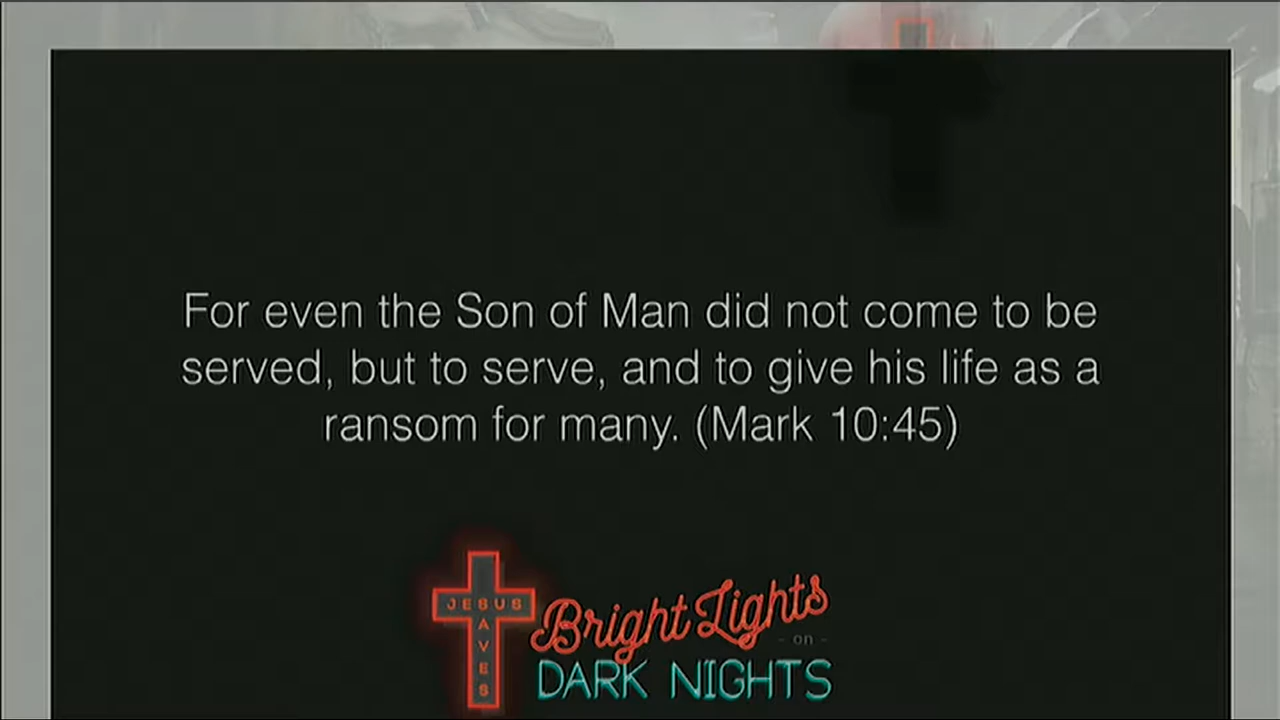 For even the Son of Man did not come to be
served, but to serve, and to give his life as a
ransom for many. (Mark 10:45)
JESUS
SAVES
Bright Lights
- on -
DARK NIGHTS